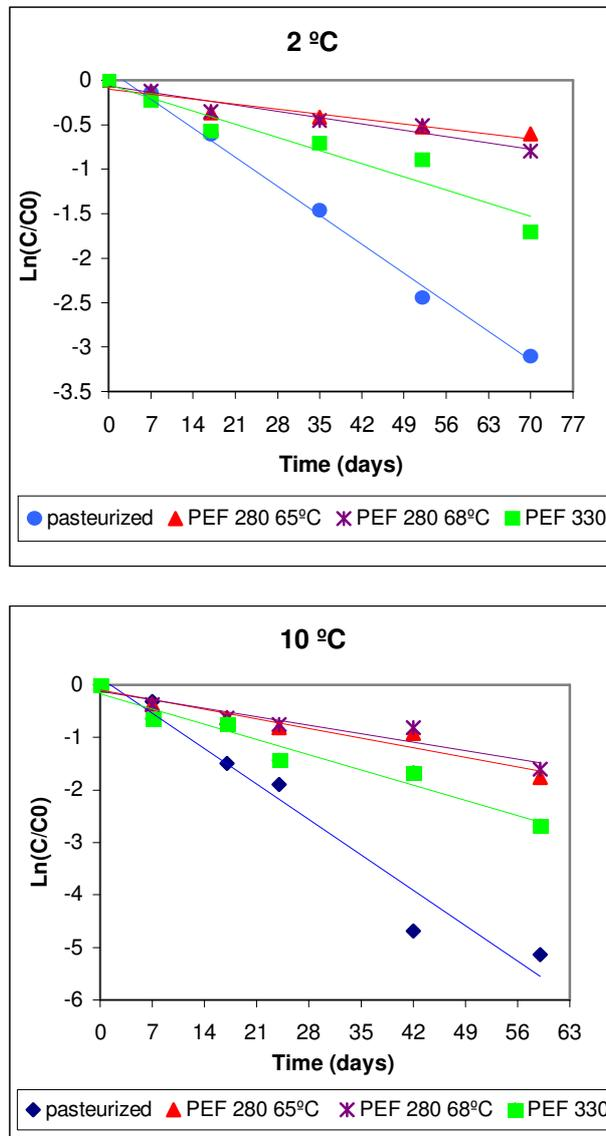 2 ºC
Ln(C/C0)
0
-0.5
-1
-1.5
-2
-2.5
-3
-3.5
0 7 14 21 28 35 42 49 56 63 70 77
Time (days)
pasteurized PEF 280 65ºC PEF 280 68ºC PEF 330
10 ºC
Ln(C/C0)
0
-1
-2
-3
-4
-5
-6
0 7 14 21 28 35 42 49 56 63
Time (days)
pasteurized PEF 280 65ºC PEF 280 68ºC PEF 330